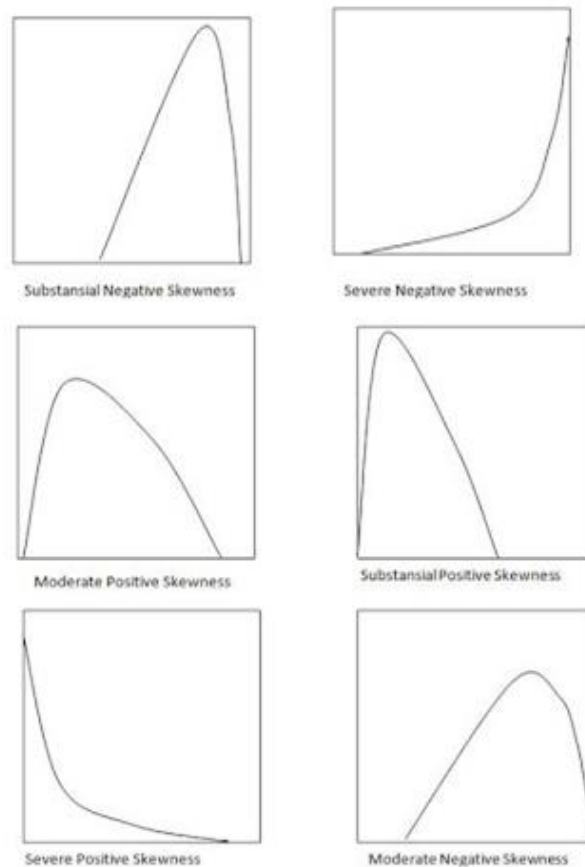 Substansial Negative Skewness
Severe Negative Skewness
Moderate Positive Skewness
Substansial Positive Skewness
Severe Positive Skewness
Moderate Negative Skewness